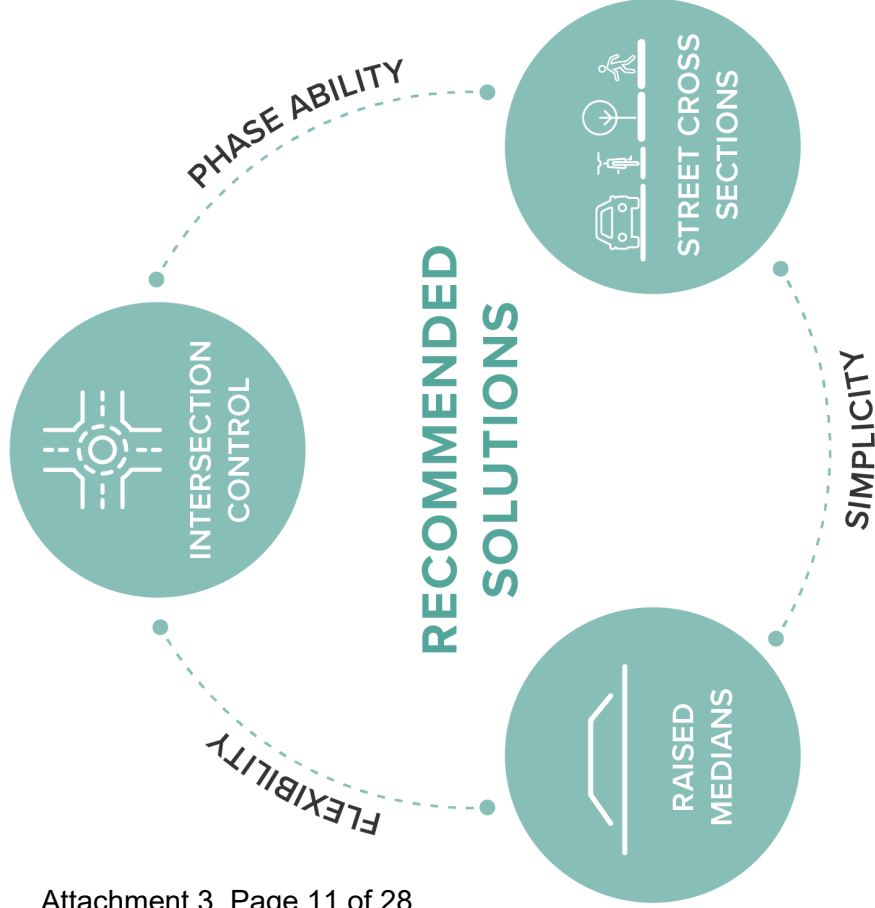 INTERSECTION
CONTROL
FLEXIBILITY
PHASE ABILITY
RECOMMENDED
SOLUTIONS
RAISED
MEDIANS
SIMPLICITY
STREET CROSS
SECTIONS
Attachment 3, Page 11 of 28